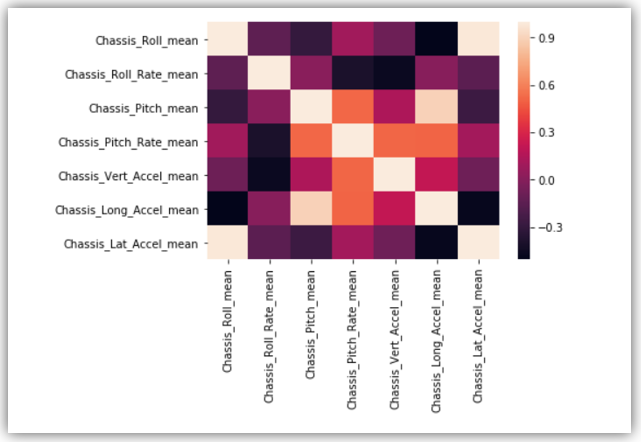 Chassis_Roll_mean
Chassis_Roll_Rate_mean
Chassis_Pitch_mean
Chassis_Pitch_Rate_mean
Chassis_Vert_Accel_mean
Chassis_Long_Accel_mean
Chassis_Lat_Accel_mean
0.9
0.6
0.3
0.0
−0.3
Chassis_Roll_mean
Chassis_Roll_Rate_mean
Chassis_Pitch_mean
Chassis_Pitch_Rate_mean
Chassis_Vert_Accel_mean
Chassis_Long_Accel_mean
Chassis_Lat_Accel_mean